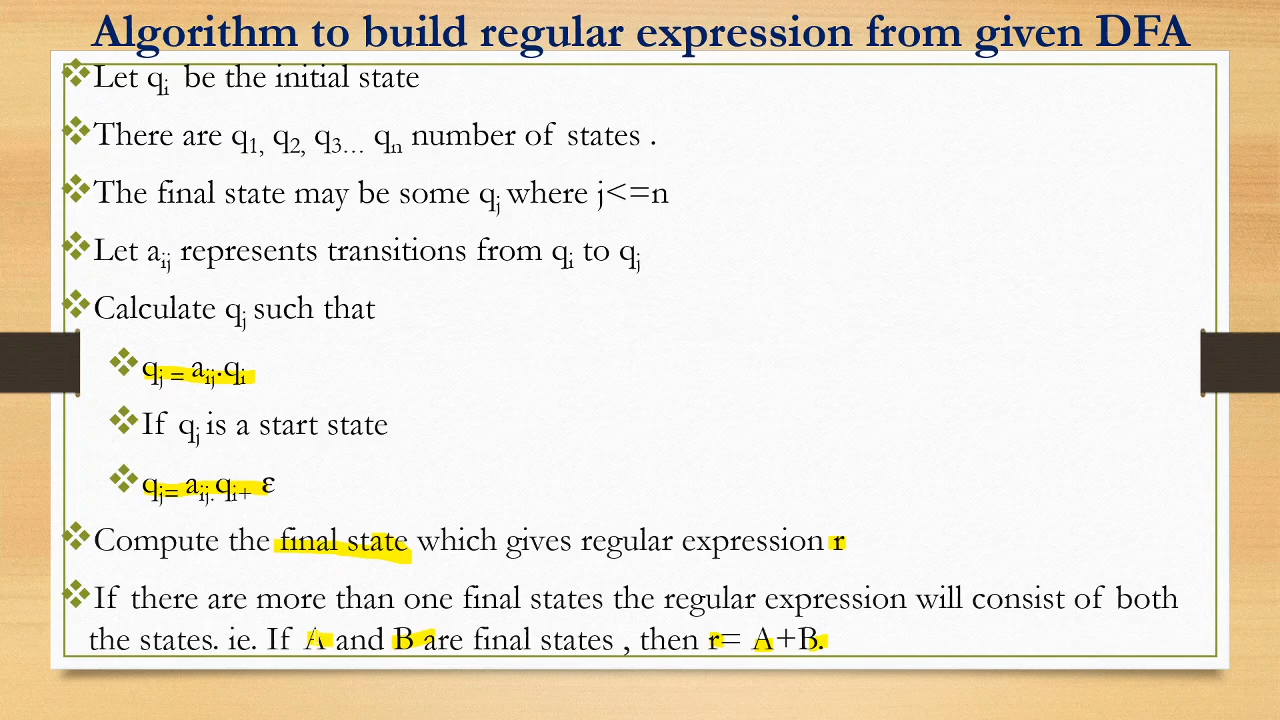 Algorithm to build regular expression from given DFA
❖Let qᵢ be the initial state
❖There are q₁, q₂, q₃... qₙ number of states .
❖The final state may be some qⱼ where j<=n
❖Let aᵢⱼ represents transitions from qᵢ to qⱼ
❖Calculate qⱼ such that
❖qⱼ = aᵢⱼ.qᵢ
❖If qⱼ is a start state
❖qⱼ= aᵢⱼ.qᵢ+ ε
❖Compute the final state which gives regular expression r
❖If there are more than one final states the regular expression will consist of both
the states. ie. If A and B are final states , then r= A+B.